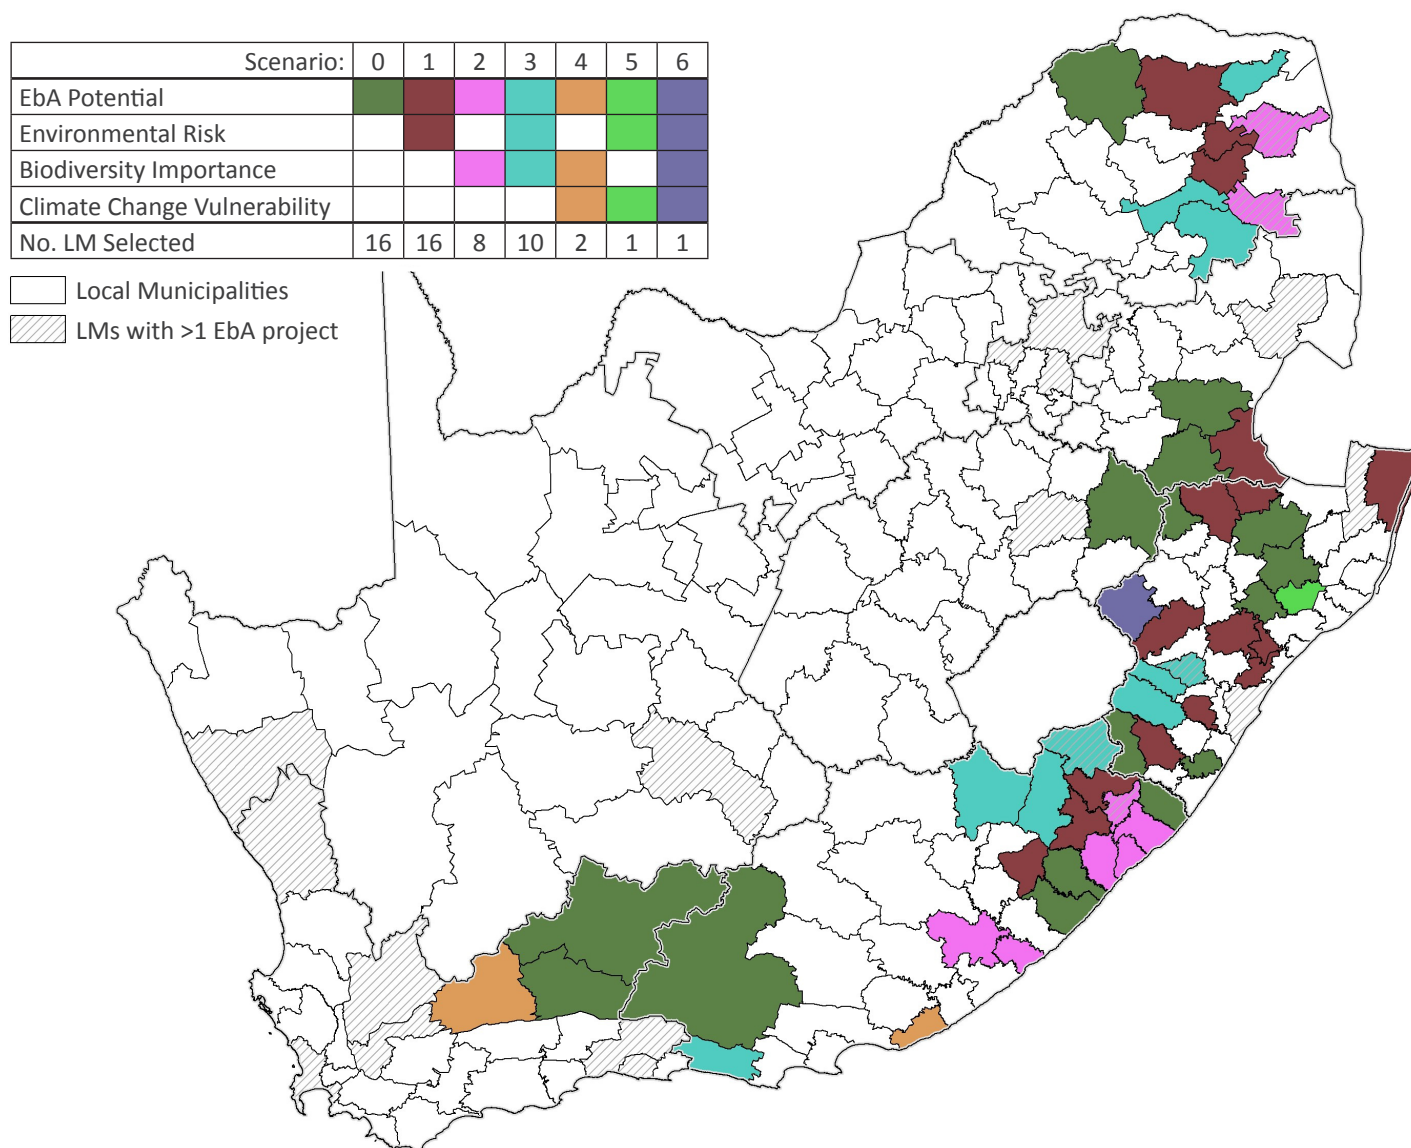 Scenario: 0 1 2 3 4 5 6
EbA Potential
Environmental Risk
Biodiversity Importance
Climate Change Vulnerability
No. LM Selected 16 16 8 10 2 1 1
Local Municipalities
LMs with >1 EbA project